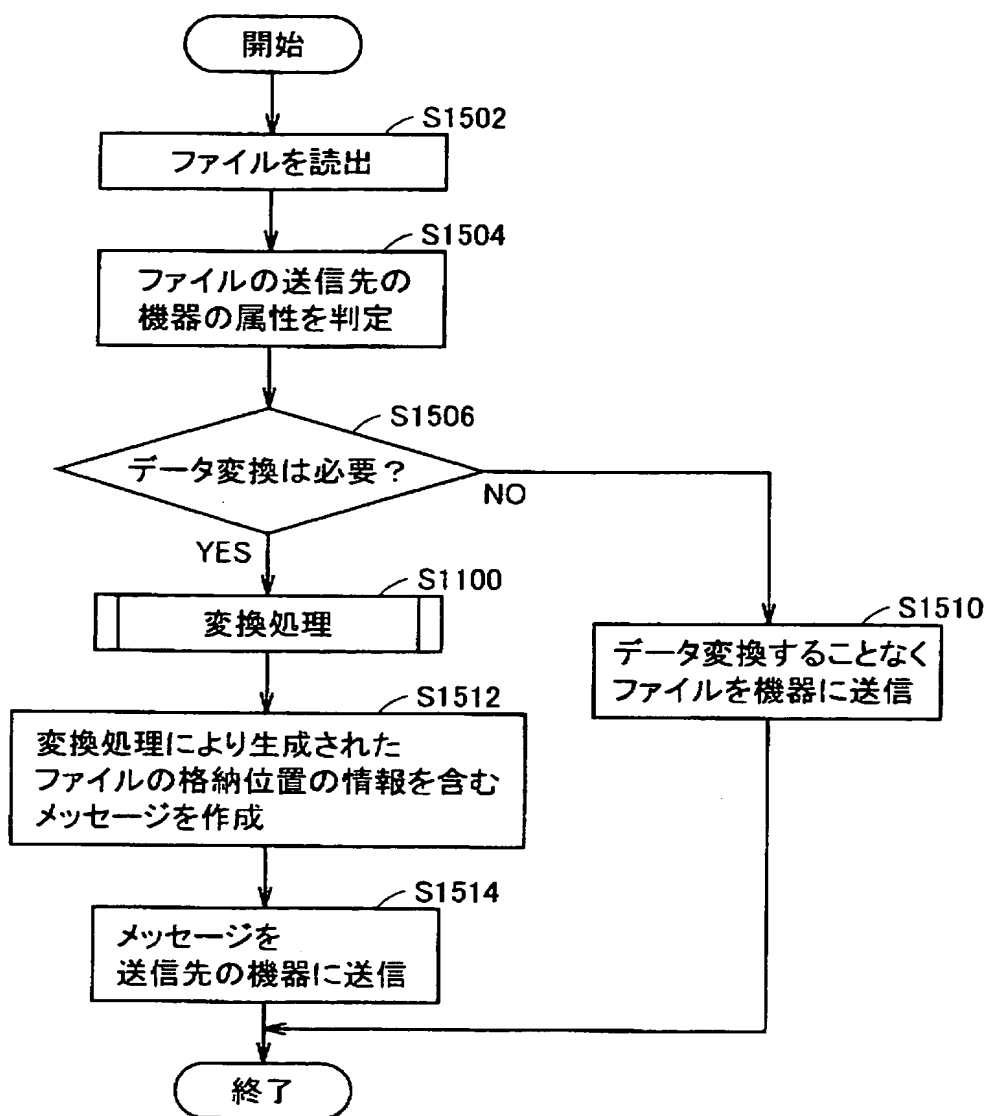 開始
S1502
ファイルを読出
S1504
ファイルの送信先の
機器の属性を判定
S1506
データ変換は必要?
NO
YES
S1100
変換処理
S1510
データ変換することなく
ファイルを機器に送信
S1512
変換処理により生成された
ファイルの格納位置の情報を含む
メッセージを作成
S1514
メッセージを
送信先の機器に送信
終了